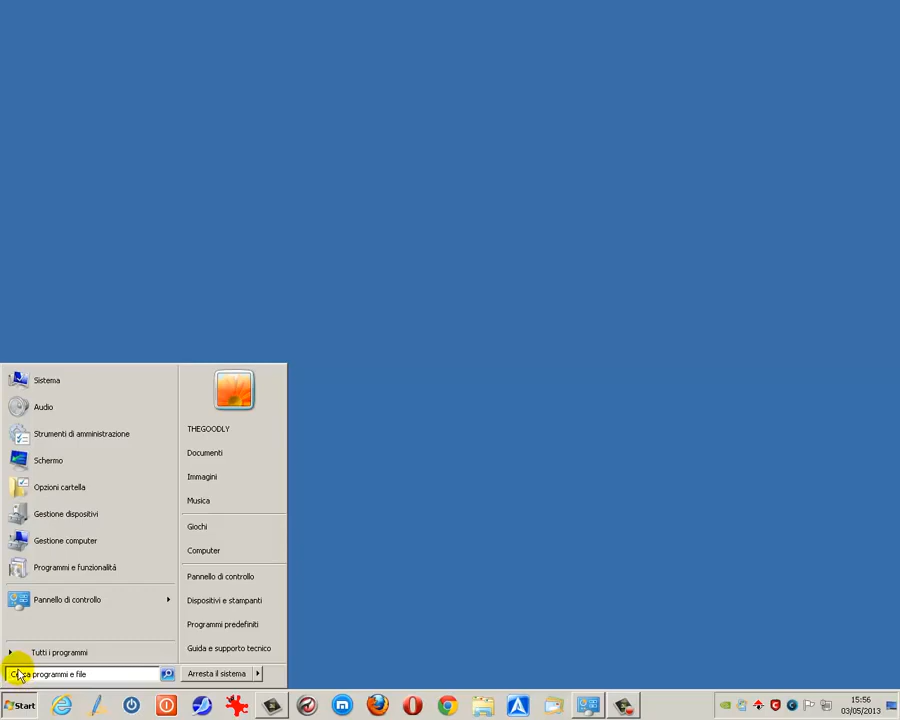 Sistema
Audio
Strumenti di amministrazione
Schermo
Opzioni cartella
Gestione dispositivi
Gestione computer
Programmi e funzionalità
Pannello di controllo
Tutti i programmi
Cerca programmi e file
THEGOODLY
Documenti
Immagini
Musica
Giochi
Computer
Pannello di controllo
Dispositivi e stampanti
Programmi predefiniti
Guida e supporto tecnico
Arresta il sistema
Start
15:56
03/05/2013